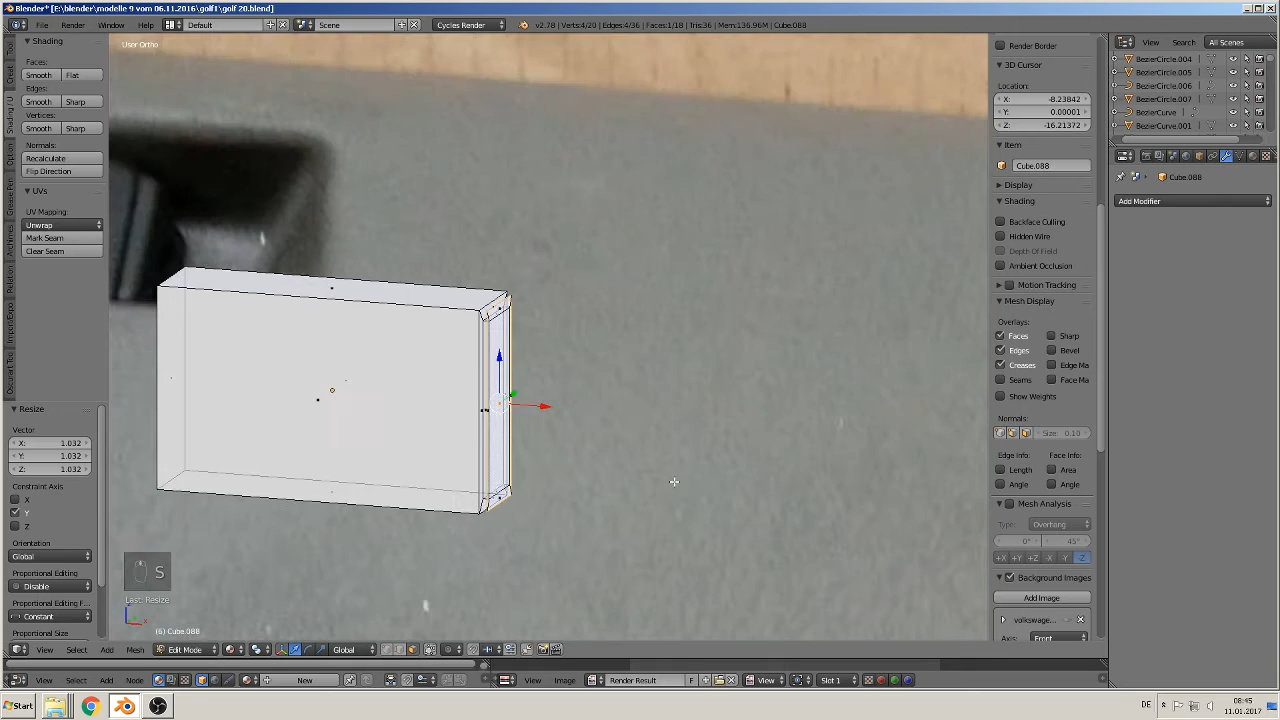 Blender* [E:\blender\modelle 9 vom 06.11.2016\golf1\golf 20.blend]
File Render Window Help Default Scene Cycles Render v2.78 | Verts:4/20 | Edges:4/36 | Faces:1/18 | Tris:36 | Mem:136.96M | Cube.088
Shading
Faces:
Smooth Flat
Edges:
Smooth Sharp
Vertices:
Smooth Sharp
Normals:
Recalculate
Flip Direction
UVs
UV Mapping:
Unwrap
Mark Seam
Clear Seam
Shading / U
Option
Grease Pen
Relation
Resize
Vector
X: 1.032
Y: 1.032
Z: 1.032
Constraint Axis
X
Y
Z
Orientation
Global
Proportional Editing
Disable
Proportional Editing F...
Constant
Proportional Size
User Ortho
S
Last: Resize
(6) Cube.088
Render Border
3D Cursor
Location:
X: -8.23842
Y: 0.00001
Z: -16.21372
Item
Cube.088
Display
Shading
Backface Culling
Hidden Wire
Depth Of Field
Ambient Occlusion
Motion Tracking
Mesh Display
Overlays:
Faces Sharp
Edges Bevel
Creases Edge Ma
Seams Face Ma
Show Weights
Normals:
Size: 0.10
Edge Info: Face Info:
Length Area
Angle Angle
Mesh Analysis
Type: Overhang
0° 45°
+X +Y +Z -X -Y -Z
Background Images
Add Image
volkswage...
Axis: Front
View Search All Scenes
BezierCircle.004
BezierCircle.005
BezierCircle.006
BezierCircle.007
BezierCurve
BezierCurve.001
Cube.088
Add Modifier
View Select Add Mesh Edit Mode Global
View Select Add Node New View Image Render Result F View Slot 1
Start DE 08:45
11.01.2017